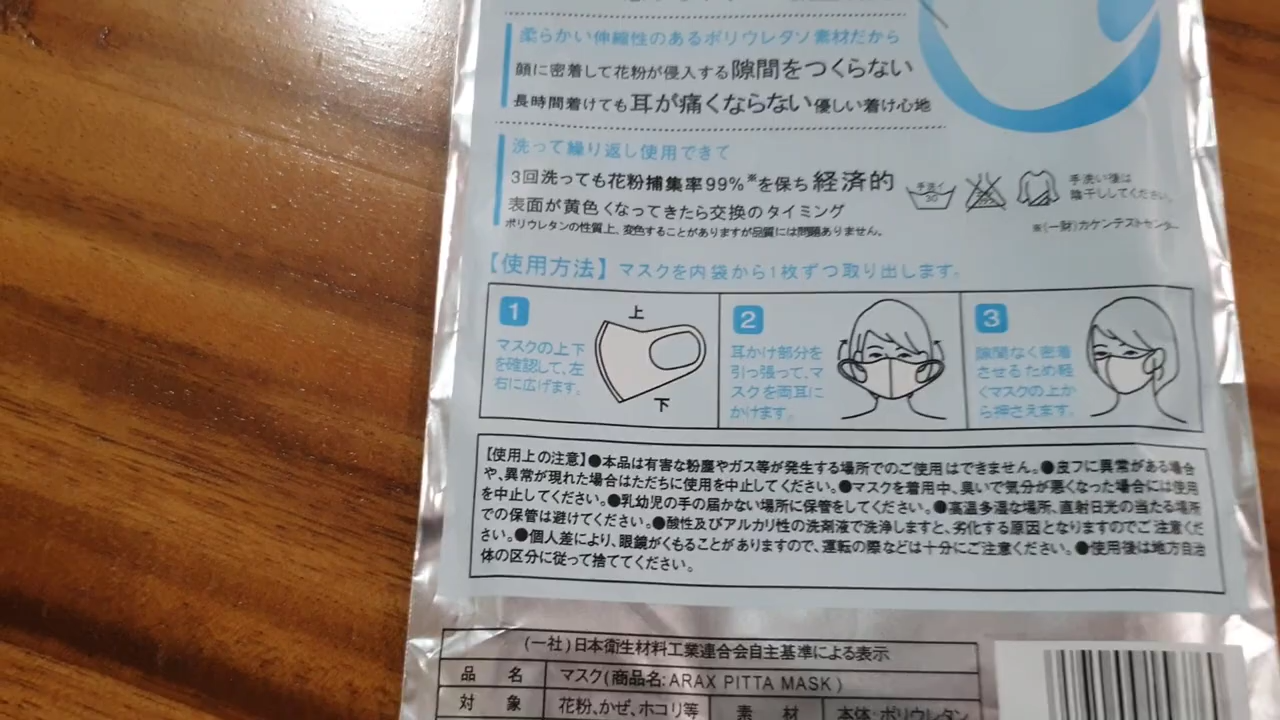 柔らかい伸縮性のあるポリウレタン素材だから
顔に密着して花粉が侵入する隙間をつくらない
長時間着けても耳が痛くならない優しい着け心地
洗って繰り返し使用できて
3回洗っても花粉捕集率99%※を保ち経済的
表面が黄色くなってきたら交換のタイミング
ポリウレタンの性質上、変色することがありますが品質には問題ありません。
手洗イ
30
手洗い後は
陰干ししてください。
※(一財)カケンテストセンター
【使用方法】マスクを内袋から1枚ずつ取り出します。
1
マスクの上下
を確認して、左
右に広げます。
上
下
2
耳かけ部分を
引っ張って、マ
スクを両耳に
かけます。
3
隙間なく密着
させるため軽
くマスクの上か
ら押さえます。
【使用上の注意】●本品は有害な粉塵やガス等が発生する場所でのご使用はできません。●皮フに異常がある場合
や、異常が現れた場合はただちに使用を中止してください。●マスクを着用中、臭いで気分が悪くなった場合には使用
を中止してください。●乳幼児の手の届かない場所に保管をしてください。●高温多湿な場所、直射日光の当たる場所
での保管は避けてください。●酸性及びアルカリ性の洗剤液で洗浄しますと、劣化する原因となりますのでご注意くだ
さい。●個人差により、眼鏡がくもることがありますので、運転の際などは十分にご注意ください。●使用後は地方自治
体の区分に従って捨ててください。
(一社)日本衛生材料工業連合会自主基準による表示
品 名 マスク(商品名:ARAX PITTA MASK)
対 象 花粉、かぜ、ホコリ等 素 材 本体・ポリウレタン